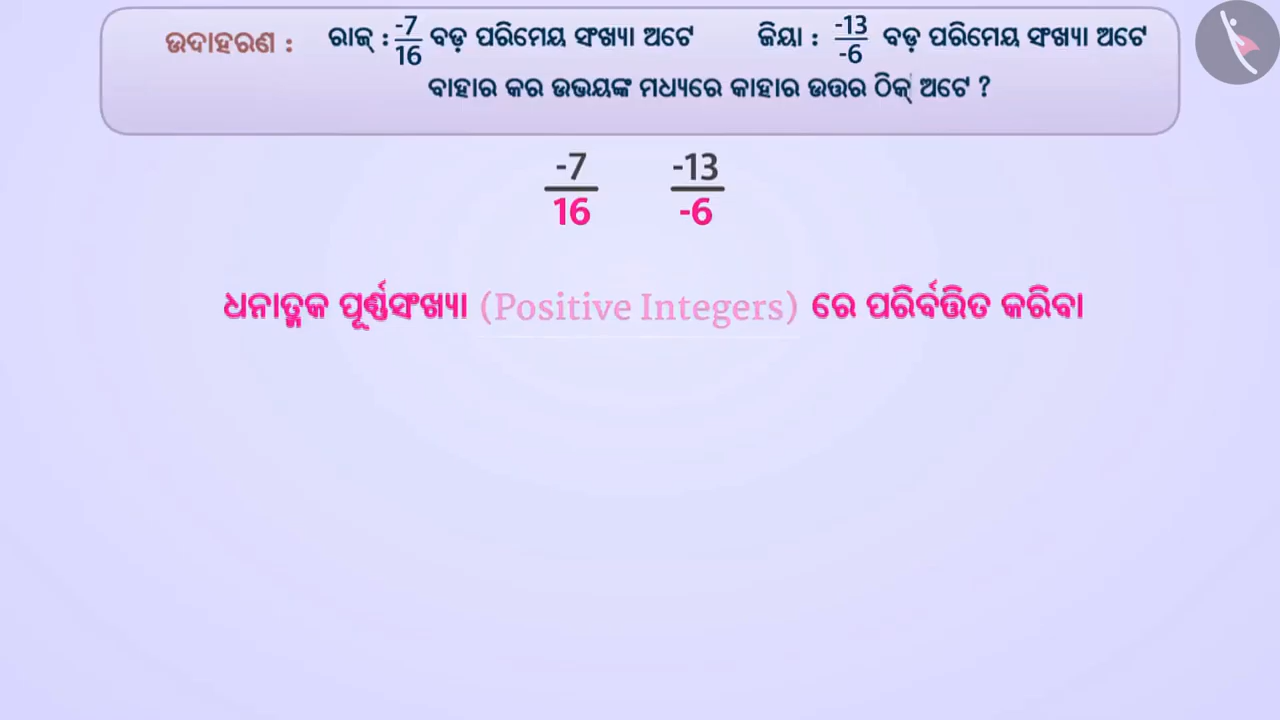 ଉଦାହରଣ : ରାଜ୍ : -7/16 ବଡ଼ ପରିମେୟ ସଂଖ୍ୟା ଅଟେ ଜିୟା : -13/-6 ବଡ଼ ପରିମେୟ ସଂଖ୍ୟା ଅଟେ
ବାହାର କର ଉଭୟଙ୍କ ମଧ୍ୟରେ କାହାର ଉତ୍ତର ଠିକ୍ ଅଟେ ?
-7/16 -13/-6
ଧନାତ୍ମକ ପୂର୍ଣ୍ଣସଂଖ୍ୟା (Positive Integers) ରେ ପରିର୍ବତ୍ତିତ କରିବା